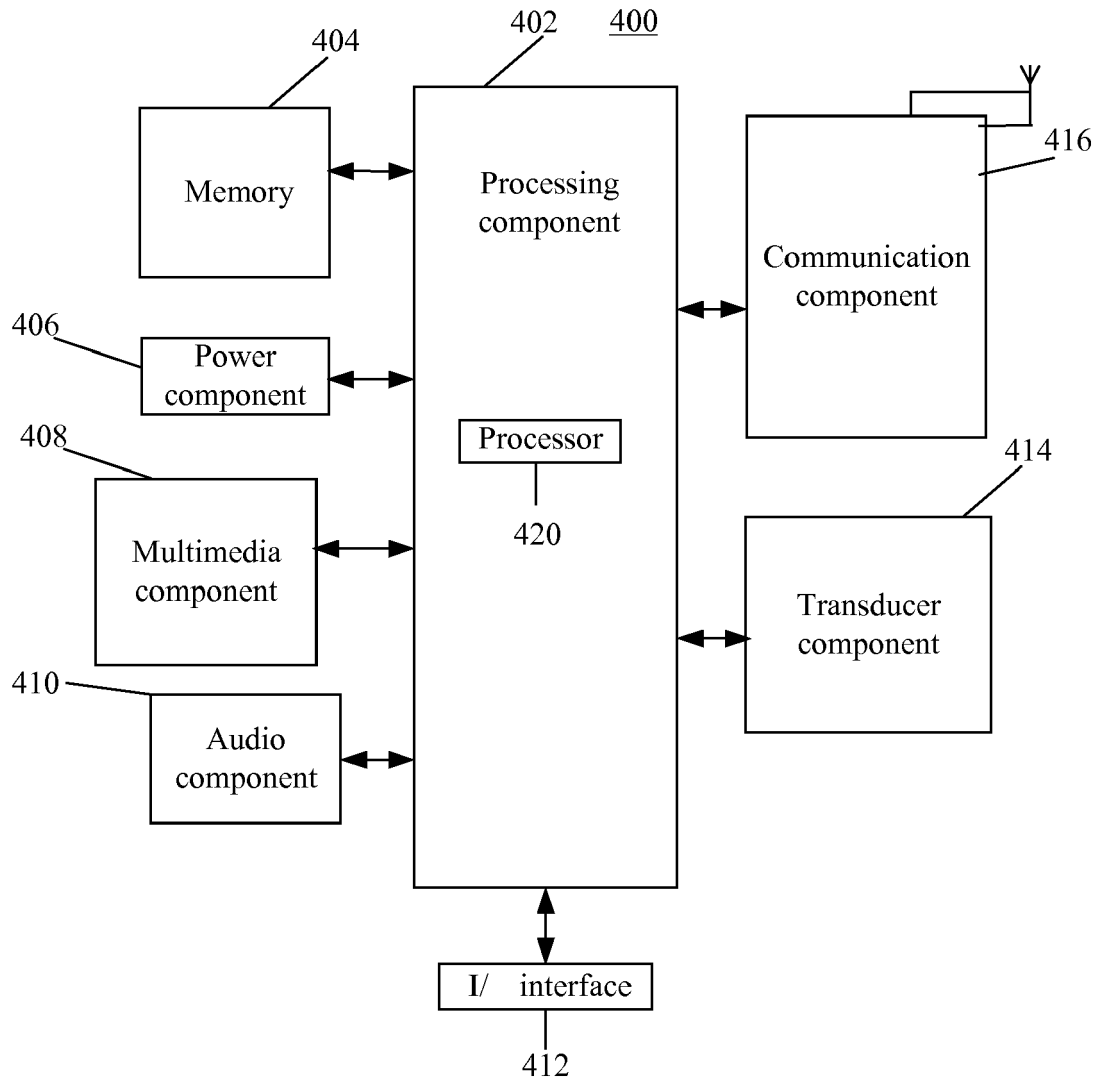 402
400
404
Memory
Processing
component
416
Communication
component
406
Power
component
408
Processor
420
414
Multimedia
component
Transducer
component
410
Audio
component
I/ interface
412